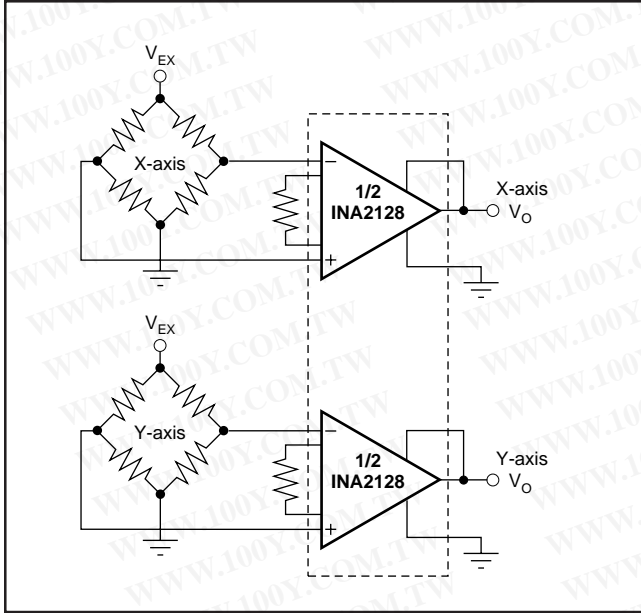 V_EX
X-axis
−
+
1/2
INA2128
X-axis
V_O
V_EX
Y-axis
−
+
1/2
INA2128
Y-axis
V_O
WWW.100Y.COM.TW